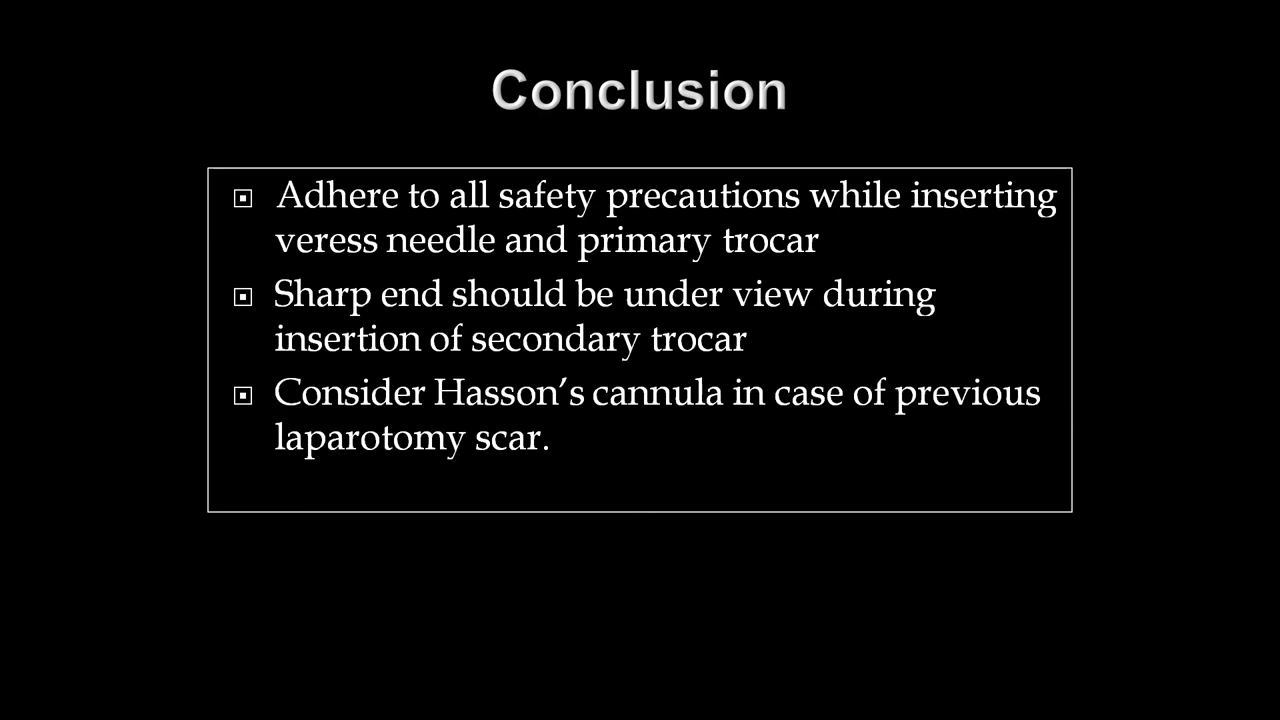 Conclusion
Adhere to all safety precautions while inserting
veress needle and primary trocar
Sharp end should be under view during
insertion of secondary trocar
Consider Hasson’s cannula in case of previous
laparotomy scar.